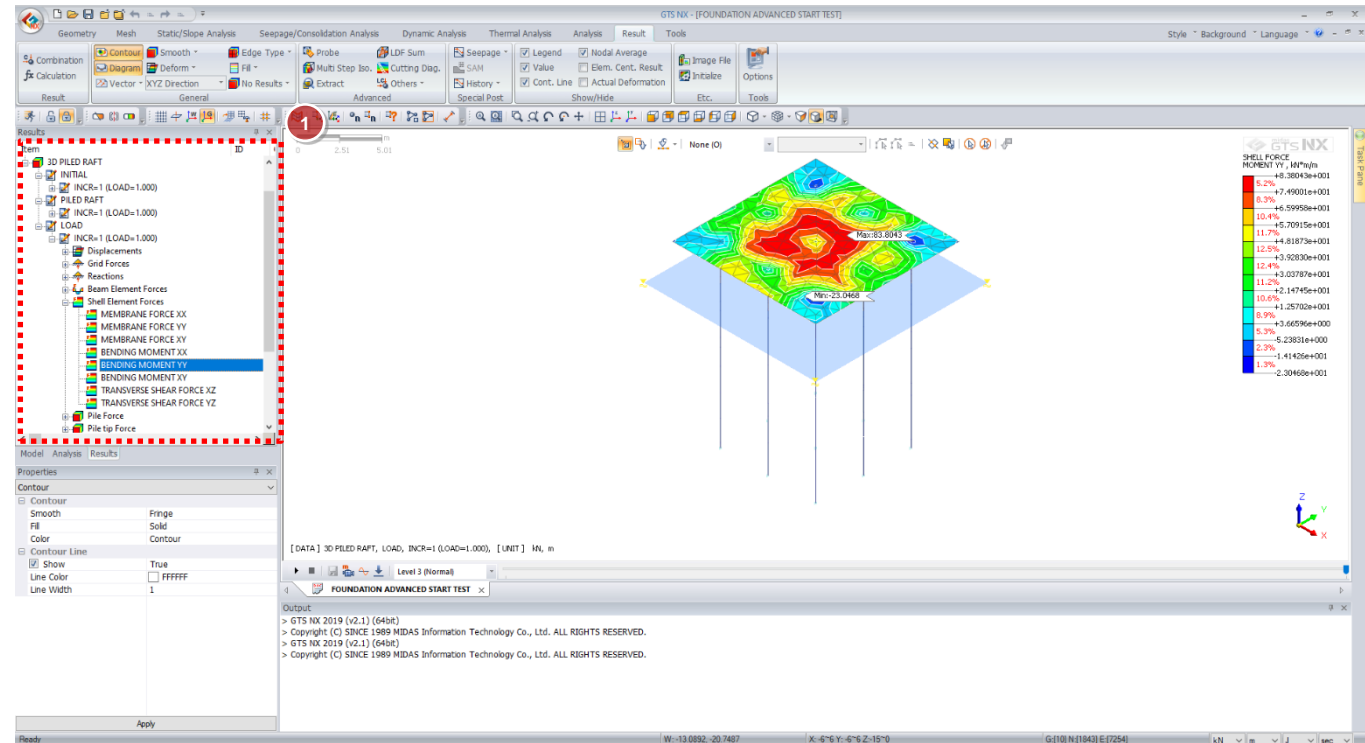 GTS NX - [FOUNDATION ADVANCED START TEST]
Geometry Mesh Static/Slope Analysis Seepage/Consolidation Analysis Dynamic Analysis Thermal Analysis Analysis Result Tools
Style Background Language
Combination
Calculation
Contour Smooth Edge Type
Diagram Deform Fill
Vector XYZ Direction No Results
Probe LDF Sum
Multi Step Iso. Cutting Diag.
Extract Others
Seepage
SAM
History
Legend Nodal Average
Value Elem. Cent. Result
Cont. Line Actual Deformation
Image File
Initialize
Options
Result General Advanced Special Post Show/Hide Etc. Tools
Results
1
Item ID
3D PILED RAFT
INITIAL
INCR=1 (LOAD=1.000)
PILED RAFT
INCR=1 (LOAD=1.000)
LOAD
INCR=1 (LOAD=1.000)
Displacements
Grid Forces
Reactions
Beam Element Forces
Shell Element Forces
MEMBRANE FORCE XX
MEMBRANE FORCE YY
MEMBRANE FORCE XY
BENDING MOMENT XX
BENDING MOMENT YY
BENDING MOMENT XY
TRANSVERSE SHEAR FORCE XZ
TRANSVERSE SHEAR FORCE YZ
Pile Force
Pile tip Force
Model Analysis Results
Properties
Contour
Contour
Smooth Fringe
Fill Solid
Color Contour
Contour Line
Show True
Line Color FFFFFF
Line Width 1
Apply
Ready
m
0 2.51 5.01
None (0)
Max:83.8043
Min:-23.0468
GTS NX
SHELL FORCE
MOMENT YY , kN*m/m
+8.38043e+001
5.2%
+7.49001e+001
8.3%
+6.59958e+001
10.4%
+5.70915e+001
11.7%
+4.81873e+001
12.5%
+3.92830e+001
12.4%
+3.03787e+001
11.2%
+2.14745e+001
10.6%
+1.25702e+001
8.9%
+3.66596e+000
5.3%
-5.23831e+000
2.3%
-1.41426e+001
1.3%
-2.30468e+001
Task Pane
Z
Y
X
[ DATA ] 3D PILED RAFT, LOAD, INCR=1 (LOAD=1.000), [ UNIT ] kN, m
Level 3 (Normal)
FOUNDATION ADVANCED START TEST
Output
> GTS NX 2019 (v2.1) (64bit)
> Copyright (C) SINCE 1989 MIDAS Information Technology Co., Ltd. ALL RIGHTS RESERVED.
> GTS NX 2019 (v2.1) (64bit)
> Copyright (C) SINCE 1989 MIDAS Information Technology Co., Ltd. ALL RIGHTS RESERVED.
W: -13.0892, -20.7487 X: -6~6 Y: -6~6 Z:-15~0 G:[10] N:[1843] E:[7254] kN m J sec